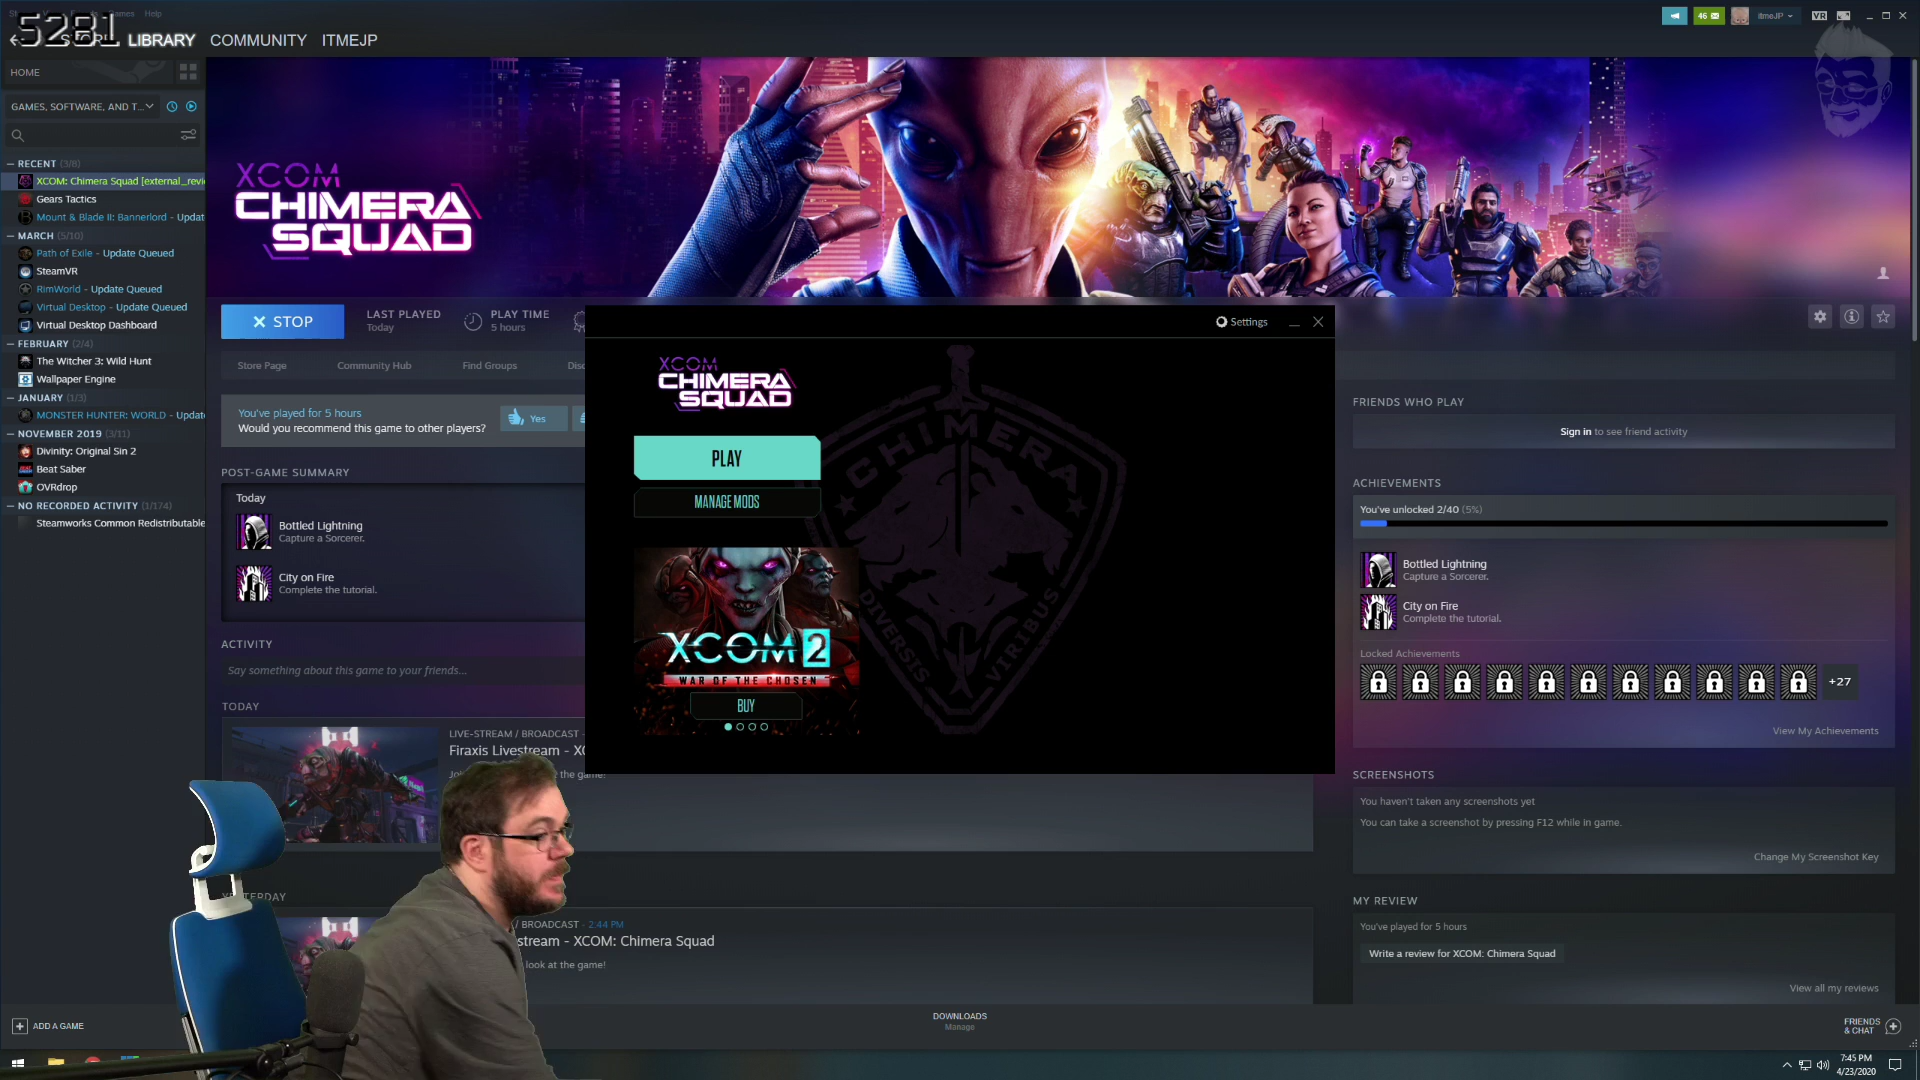 Games Help
5281
LIBRARY COMMUNITY ITMEJP
46 itmeJP VR
HOME
GAMES, SOFTWARE, AND T...
RECENT (3/8)
XCOM: Chimera Squad [external_revi
Gears Tactics
Mount & Blade II: Bannerlord - Updat
MARCH (5/10)
Path of Exile - Update Queued
SteamVR
RimWorld - Update Queued
Virtual Desktop - Update Queued
Virtual Desktop Dashboard
FEBRUARY (2/4)
The Witcher 3: Wild Hunt
Wallpaper Engine
JANUARY (1/3)
MONSTER HUNTER: WORLD - Updat
NOVEMBER 2019 (3/11)
Divinity: Original Sin 2
Beat Saber
OVRdrop
NO RECORDED ACTIVITY (1/174)
Steamworks Common Redistributable
ADD A GAME
XCOM
CHIMERA
SQUAD
STOP
LAST PLAYED
Today
PLAY TIME
5 hours
Store Page Community Hub Find Groups Disc
You've played for 5 hours
Would you recommend this game to other players?
Yes
POST-GAME SUMMARY
Today
Bottled Lightning
Capture a Sorcerer.
City on Fire
Complete the tutorial.
ACTIVITY
Say something about this game to your friends...
TODAY
LIVE-STREAM / BROADCAST -
Firaxis Livestream - XC
the game!
YESTERDAY
/ BROADCAST - 2:44 PM
stream - XCOM: Chimera Squad
look at the game!
Settings
XCOM
CHIMERA
SQUAD
PLAY
MANAGE MODS
XCOM 2
WAR OF THE CHOSEN
BUY
CHIMERA
DIVERSIS VIRIBUS
FRIENDS WHO PLAY
Sign in to see friend activity
ACHIEVEMENTS
You've unlocked 2/40 (5%)
Bottled Lightning
Capture a Sorcerer.
City on Fire
Complete the tutorial.
Locked Achievements
+27
View My Achievements
SCREENSHOTS
You haven't taken any screenshots yet
You can take a screenshot by pressing F12 while in game.
Change My Screenshot Key
MY REVIEW
You've played for 5 hours
Write a review for XCOM: Chimera Squad
View all my reviews
DOWNLOADS
Manage
FRIENDS
& CHAT
7:45 PM
4/23/2020